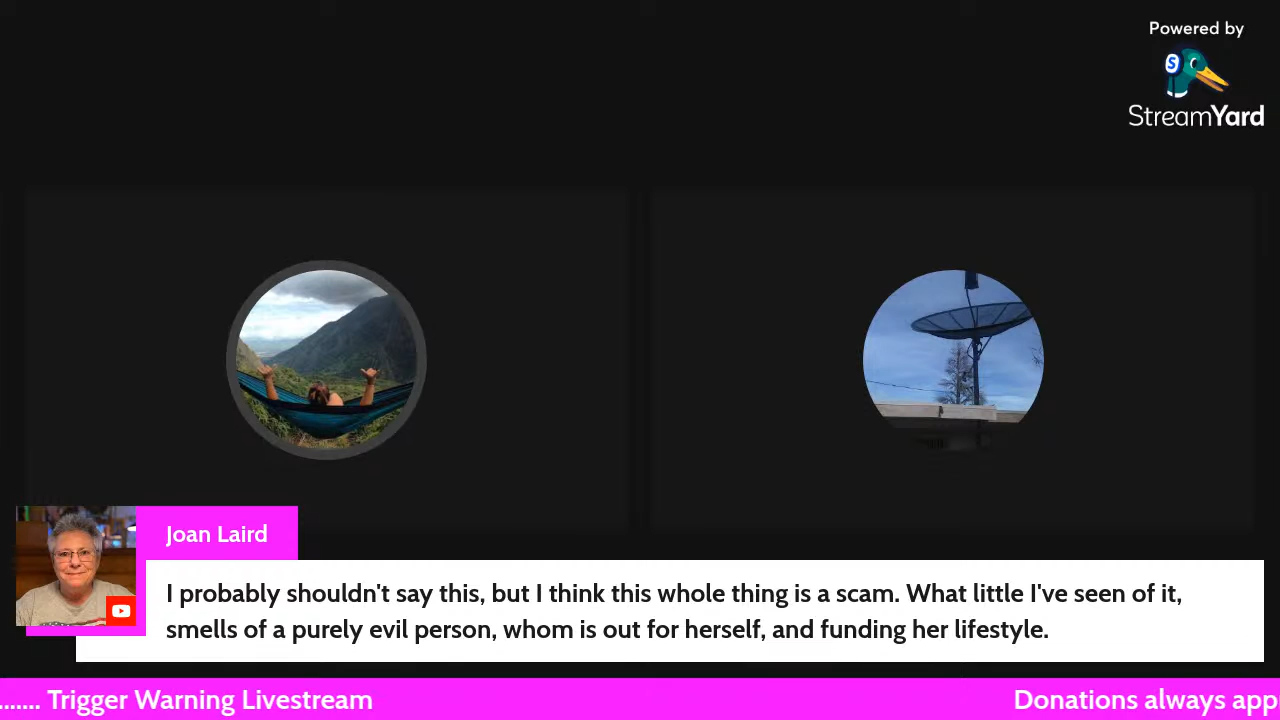 Powered by
StreamYard
Joan Laird
I probably shouldn't say this, but I think this whole thing is a scam. What little I've seen of it,
smells of a purely evil person, whom is out for herself, and funding her lifestyle.
....... Trigger Warning Livestream
Donations always app